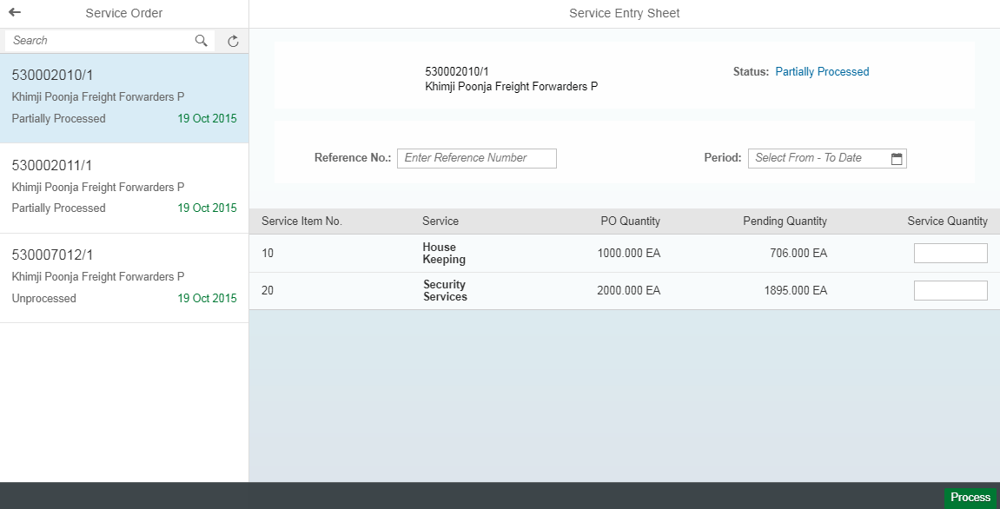 Service Order
Search
530002010/1
Khimji Poonja Freight Forwarders P
Partially Processed 19 Oct 2015
530002011/1
Khimji Poonja Freight Forwarders P
Partially Processed 19 Oct 2015
530007012/1
Khimji Poonja Freight Forwarders P
Unprocessed 19 Oct 2015
Service Entry Sheet
530002010/1
Khimji Poonja Freight Forwarders P
Status: Partially Processed
Reference No.: Enter Reference Number
Period: Select From - To Date
Service Item No. Service PO Quantity Pending Quantity Service Quantity
10 House Keeping 1000.000 EA 706.000 EA
20 Security Services 2000.000 EA 1895.000 EA
Process